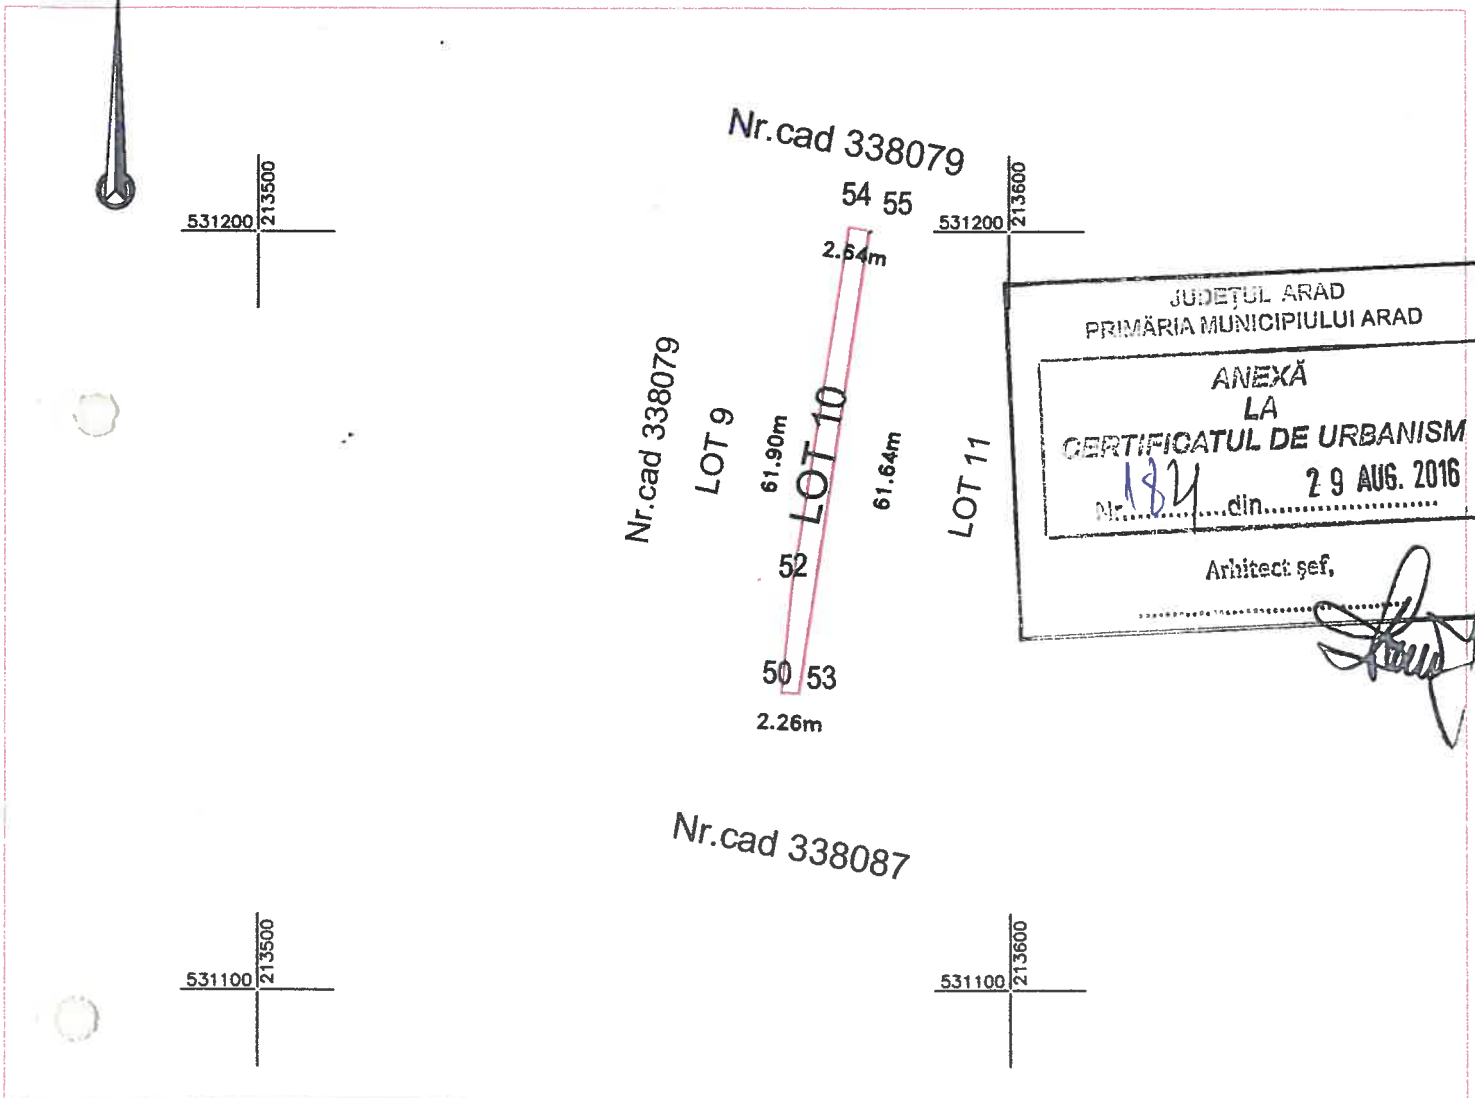 Nr.cad 338079
54 55
531200 213500
531200 213600
2.64m
JUDEȚUL ARAD
PRIMĂRIA MUNICIPIULUI ARAD
ANEXĂ
LA
CERTIFICATUL DE URBANISM
Nr. 184 din 29 AUG. 2016
Arhitect șef,
Nr.cad 338079
LOT 9
61.90m
LOT 10
61.64m
LOT 11
52
50 53
2.26m
Nr.cad 338087
531100 213500
531100 213600